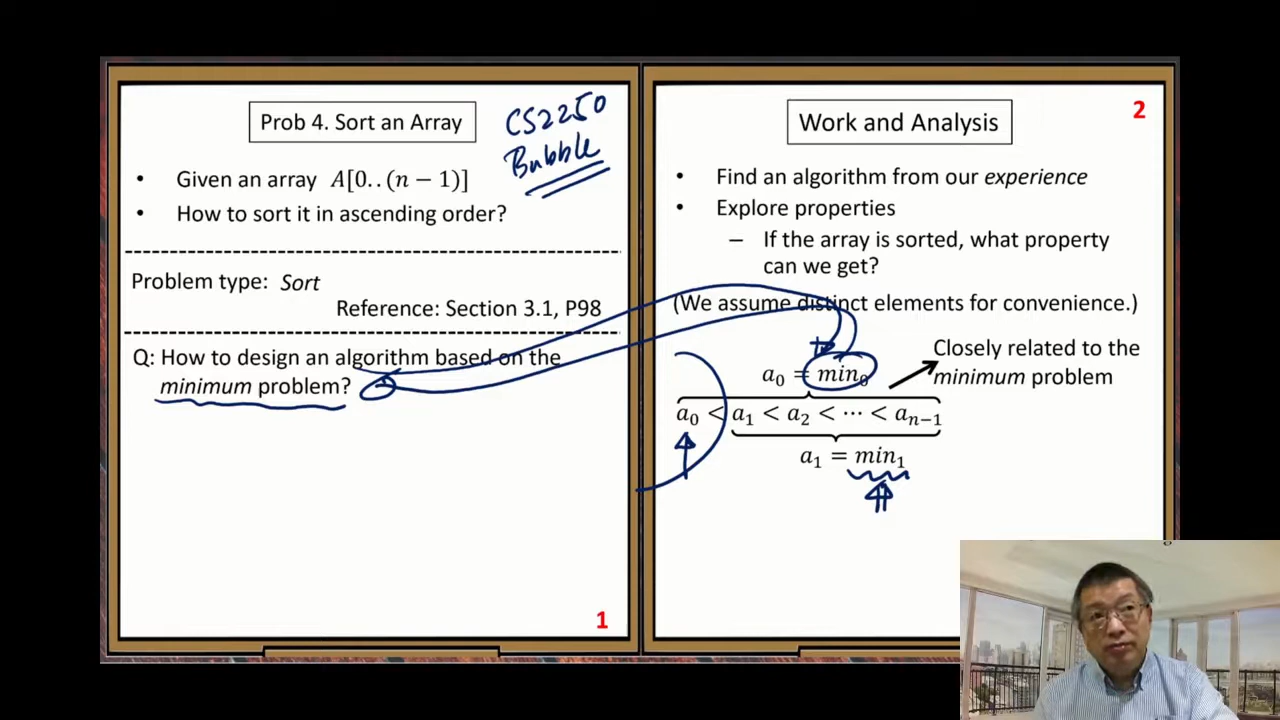 Prob 4. Sort an Array
CS2250
Bubble
• Given an array A[0..(n − 1)]
• How to sort it in ascending order?
Problem type: Sort
Reference: Section 3.1, P98
Q: How to design an algorithm based on the
minimum problem?
1
2
Work and Analysis
• Find an algorithm from our experience
• Explore properties
– If the array is sorted, what property
can we get?
(We assume distinct elements for convenience.)
Closely related to the
minimum problem
a₀ = min₀
a₀ < a₁ < a₂ < ⋯ < aₙ₋₁
a₁ = min₁